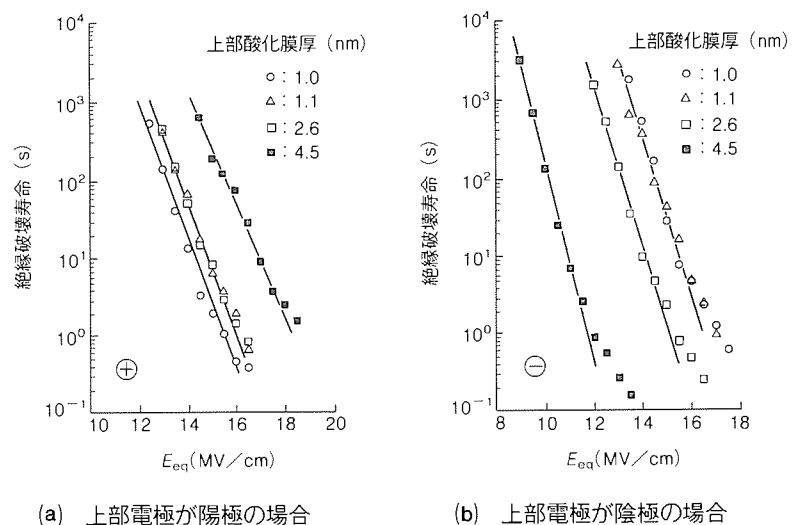 上部酸化膜厚 (nm)
○：1.0
△：1.1
□：2.6
■：4.5
絶縁破壊寿命 (s)
10⁴
10³
10²
10¹
10⁰
10⁻¹
10 12 14 16 18 20
E_eq (MV／cm)
＋
(a) 上部電極が陽極の場合
上部酸化膜厚 (nm)
○：1.0
△：1.1
□：2.6
■：4.5
絶縁破壊寿命 (s)
10⁴
10³
10²
10¹
10⁰
10⁻¹
8 10 12 14 16 18
E_eq (MV／cm)
－
(b) 上部電極が陰極の場合